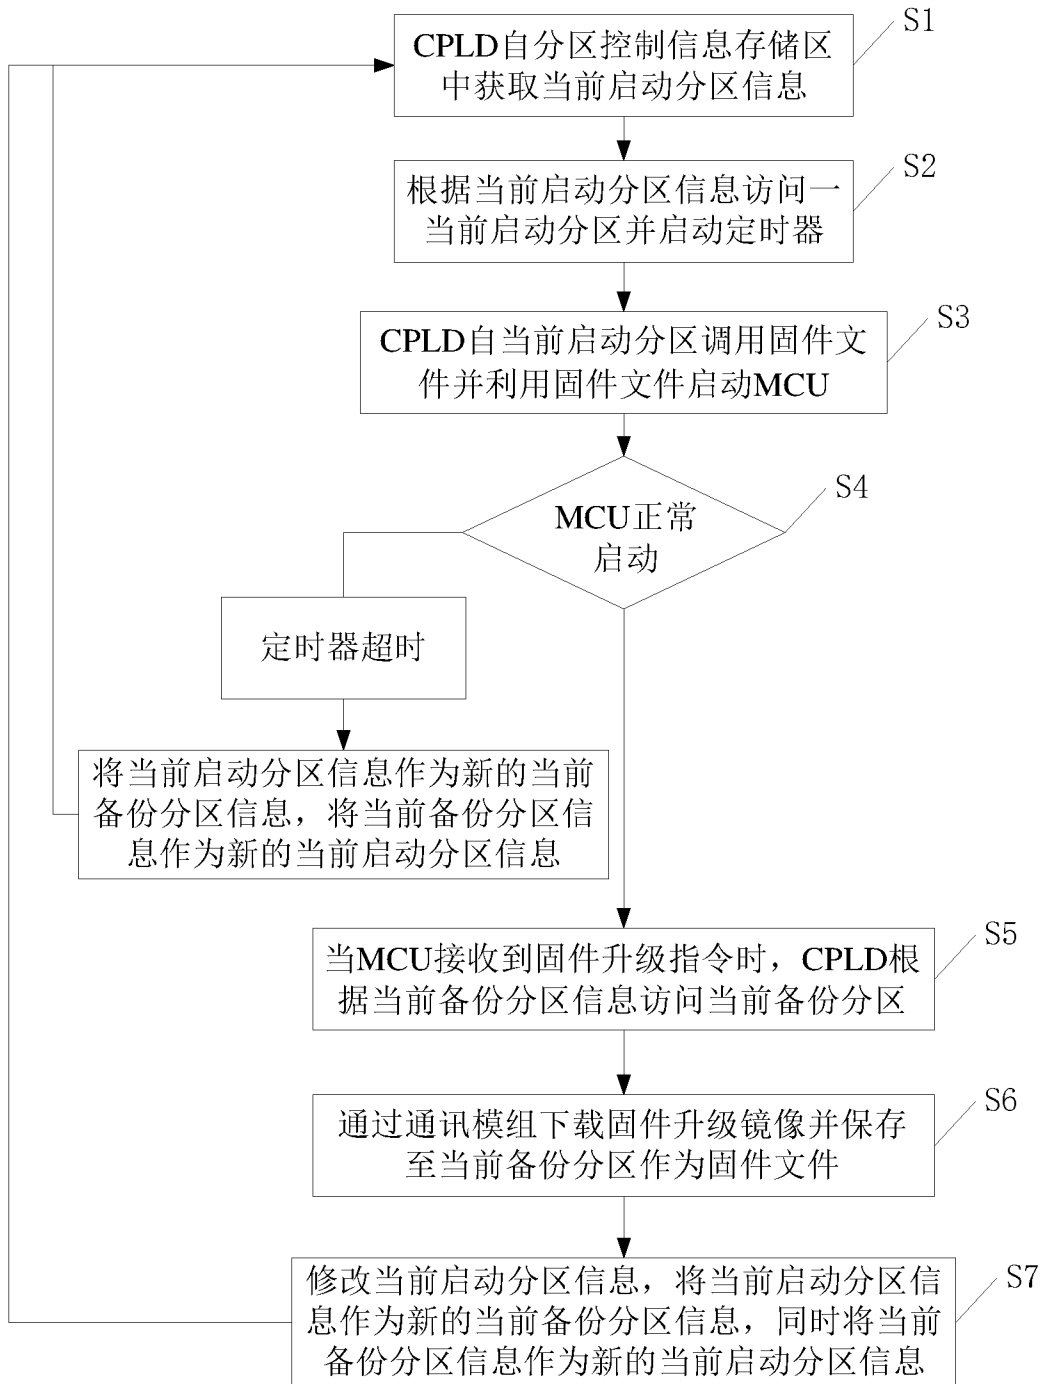 CPLD自分区控制信息存储区
中获取当前启动分区信息
S1
根据当前启动分区信息访问一
当前启动分区并启动定时器
S2
CPLD自当前启动分区调用固件文
件并利用固件文件启动MCU
S3
MCU正常
启动
S4
定时器超时
将当前启动分区信息作为新的当前
备份分区信息，将当前备份分区信
息作为新的当前启动分区信息
当MCU接收到固件升级指令时，CPLD根
据当前备份分区信息访问当前备份分区
S5
通过通讯模组下载固件升级镜像并保存
至当前备份分区作为固件文件
S6
修改当前启动分区信息，将当前启动分区信
息作为新的当前备份分区信息，同时将当前
备份分区信息作为新的当前启动分区信息
S7